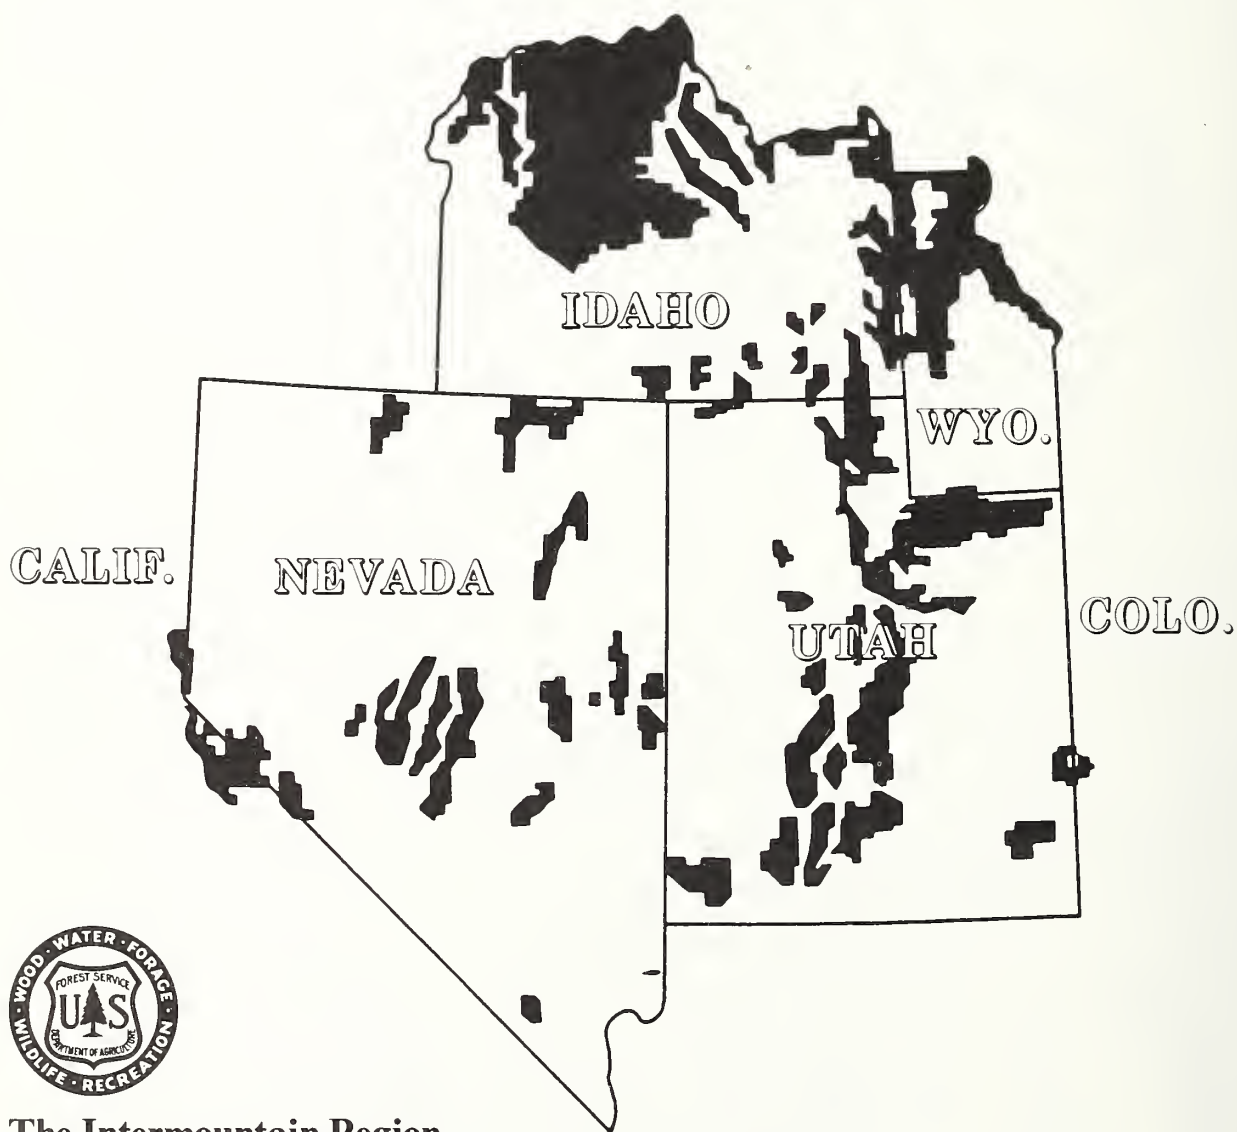 IDAHO
WYO.
CALIF.
NEVADA
COLO.
UTAH
WOOD · WATER · FORAGE · WILDLIFE · RECREATION ·
FOREST SERVICE
U S
DEPARTMENT OF AGRICULTURE
The Intermountain Region